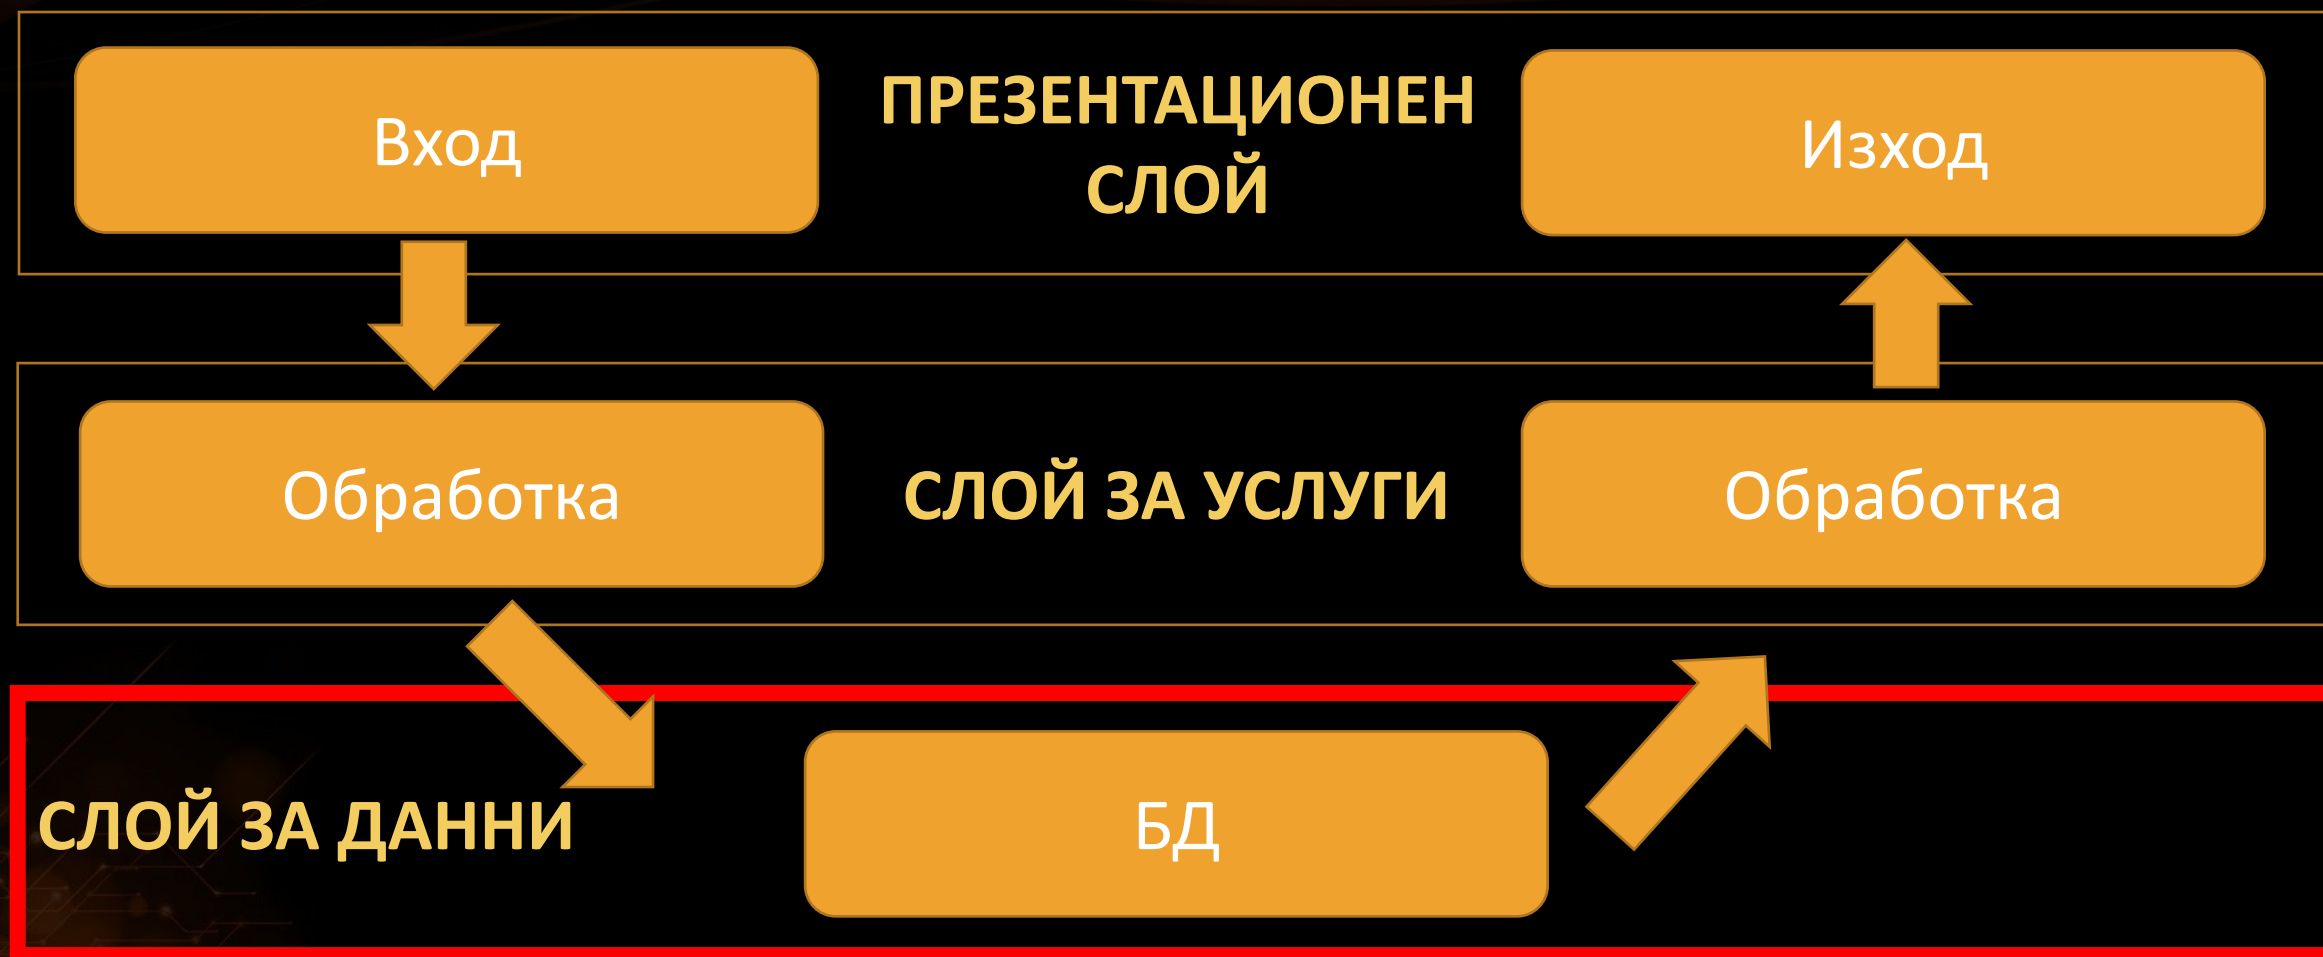 Вход
ПРЕЗЕНТАЦИОНЕН
СЛОЙ
Изход
Обработка
СЛОЙ ЗА УСЛУГИ
Обработка
СЛОЙ ЗА ДАННИ
БД